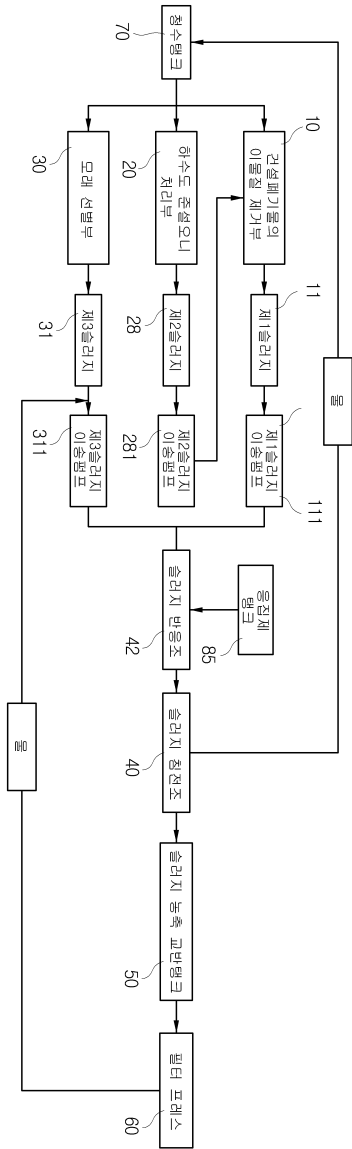 청수탱크
70
건설폐기물의
이물질 제거부
10
제1슬러지
11
제1슬러지
이송펌프
111
하수도 준설오니
처리부
20
제2슬러지
28
제2슬러지
이송펌프
281
모래 선별부
30
제3슬러지
31
제3슬러지
이송펌프
311
물
응집제
탱크
85
슬러지 반응조
42
슬러지 침전조
40
슬러지 농축 교반탱크
50
필터 프레스
60
물